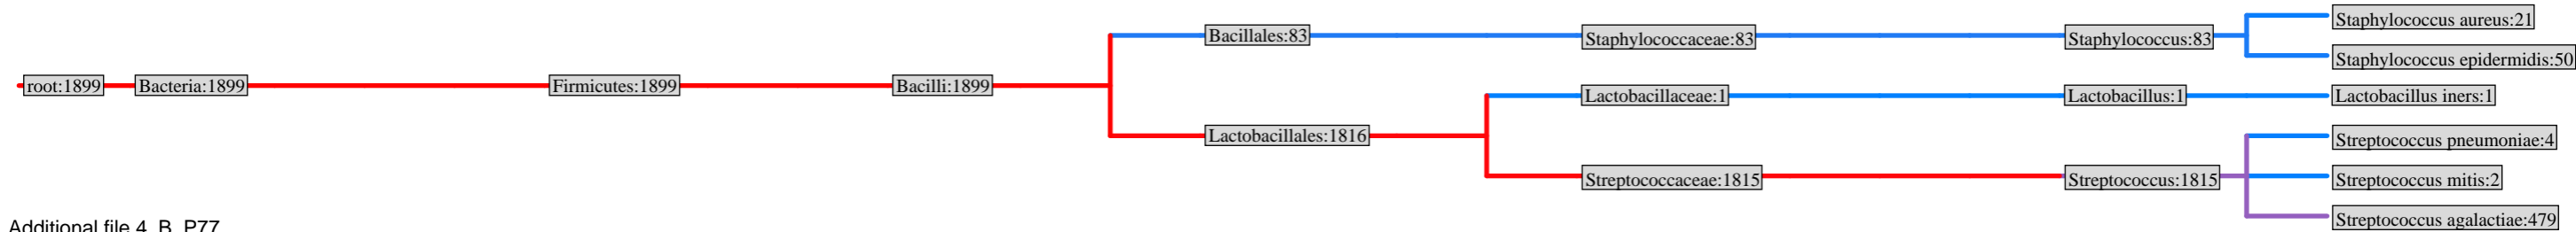 root:1899
Bacteria:1899
Firmicutes:1899
Bacilli:1899
Bacillales:83
Staphylococcaceae:83
Staphylococcus:83
Staphylococcus aureus:21
Staphylococcus epidermidis:50
Lactobacillales:1816
Lactobacillaceae:1
Lactobacillus:1
Lactobacillus iners:1
Streptococcaceae:1815
Streptococcus:1815
Streptococcus pneumoniae:4
Streptococcus mitis:2
Streptococcus agalactiae:479
Additional file 4 B P77